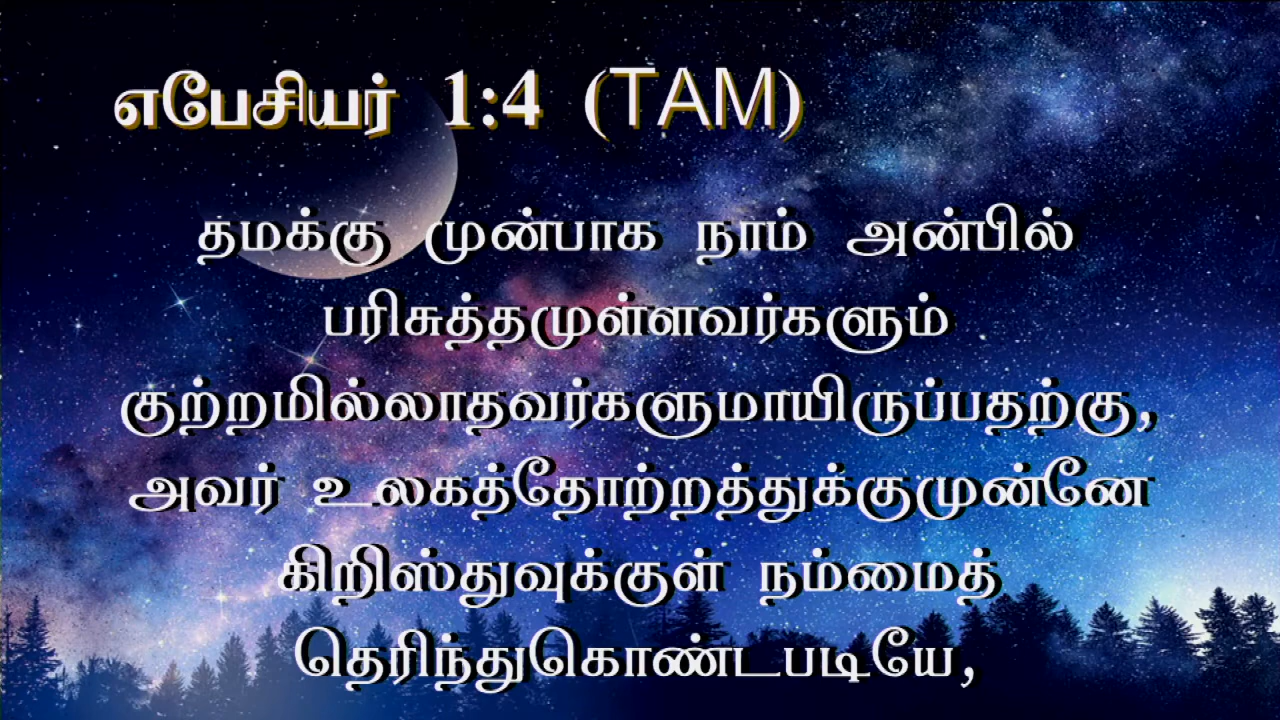 எபேசியர் 1:4 (TAM)
தமக்கு முன்பாக நாம் அன்பில்
பரிசுத்தமுள்ளவர்களும்
குற்றமில்லாதவர்களுமாயிருப்பதற்கு,
அவர் உலகத்தோற்றத்துக்குமுன்னே
கிறிஸ்துவுக்குள் நம்மைத்
தெரிந்துகொண்டபடியே,